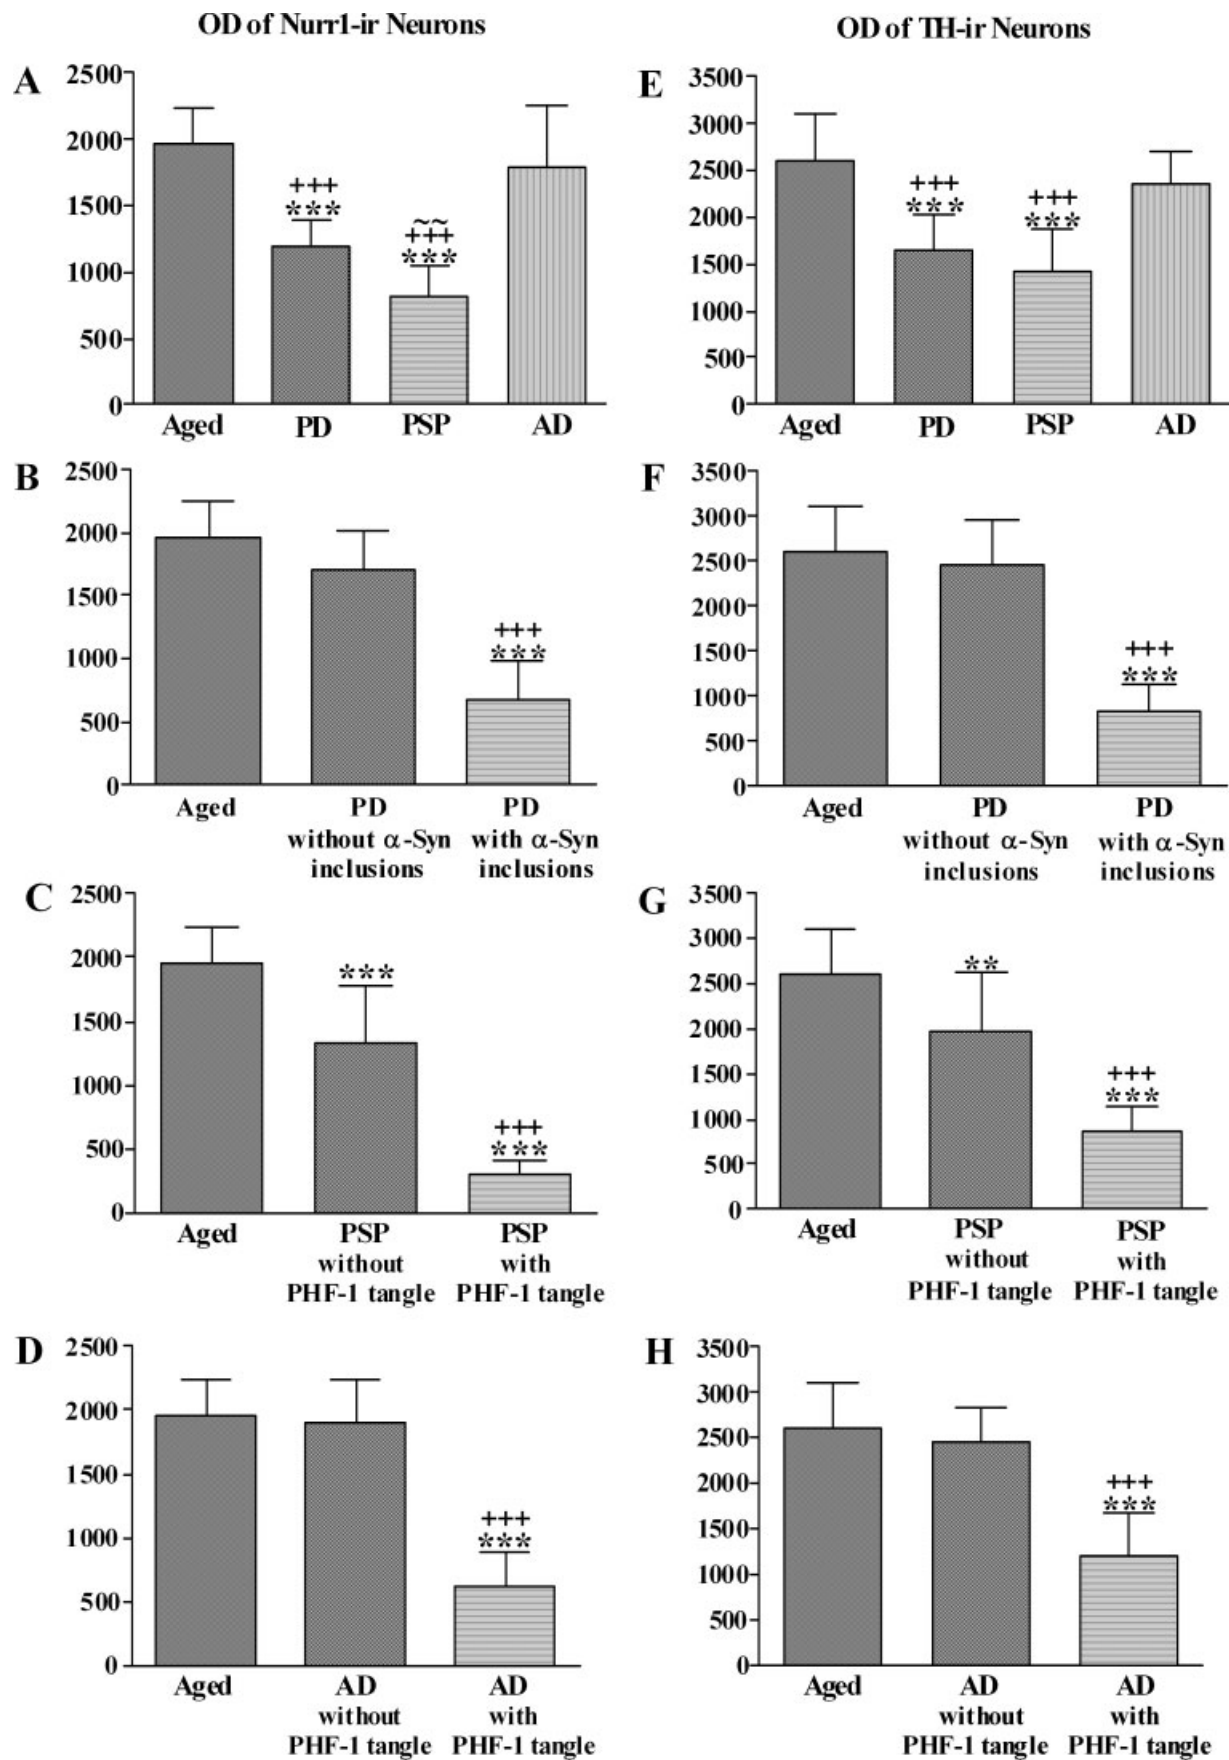 OD of Nurr1-ir Neurons
OD of TH-ir Neurons
A
2500
2000
1500
1000
500
0
+++
***
~~
+++
***
Aged
PD
PSP
AD
E
3500
3000
2500
2000
1500
1000
500
0
+++
***
+++
***
Aged
PD
PSP
AD
B
2500
2000
1500
1000
500
0
+++
***
Aged
PD
without α-Syn
inclusions
PD
with α-Syn
inclusions
F
3500
3000
2500
2000
1500
1000
500
0
+++
***
Aged
PD
without α-Syn
inclusions
PD
with α-Syn
inclusions
C
2500
2000
1500
1000
500
0
***
+++
***
Aged
PSP
without
PHF-1 tangle
PSP
with
PHF-1 tangle
G
3500
3000
2500
2000
1500
1000
500
0
**
+++
***
Aged
PSP
without
PHF-1 tangle
PSP
with
PHF-1 tangle
D
2500
2000
1500
1000
500
0
+++
***
Aged
AD
without
PHF-1 tangle
AD
with
PHF-1 tangle
H
3500
3000
2500
2000
1500
1000
500
0
+++
***
Aged
AD
without
PHF-1 tangle
AD
with
PHF-1 tangle